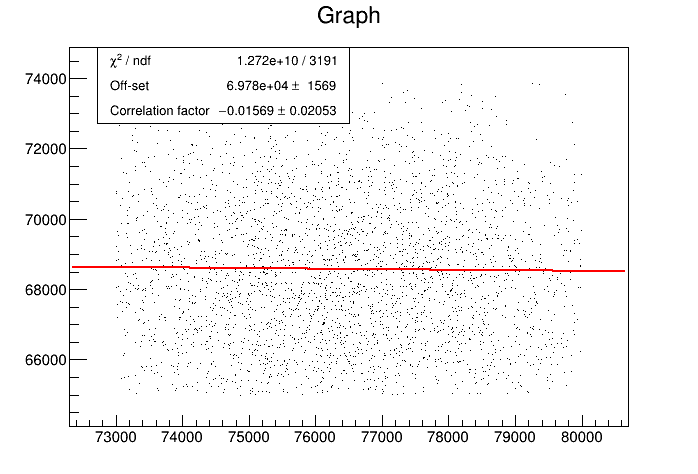 Graph
χ² / ndf 1.272e+10 / 3191
Off-set 6.978e+04 ± 1569
Correlation factor −0.01569 ± 0.02053
74000
72000
70000
68000
66000
73000 74000 75000 76000 77000 78000 79000 80000